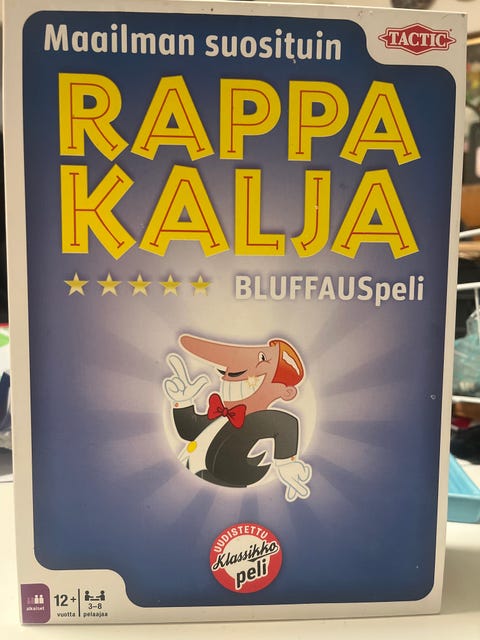 Maailman suosituin
TACTIC
RAPPA
KALJA
BLUFFAUSpeli
UUDISTETTU
Klassikko
peli
aikuiset
12+
vuotta
3–8
pelaajaa